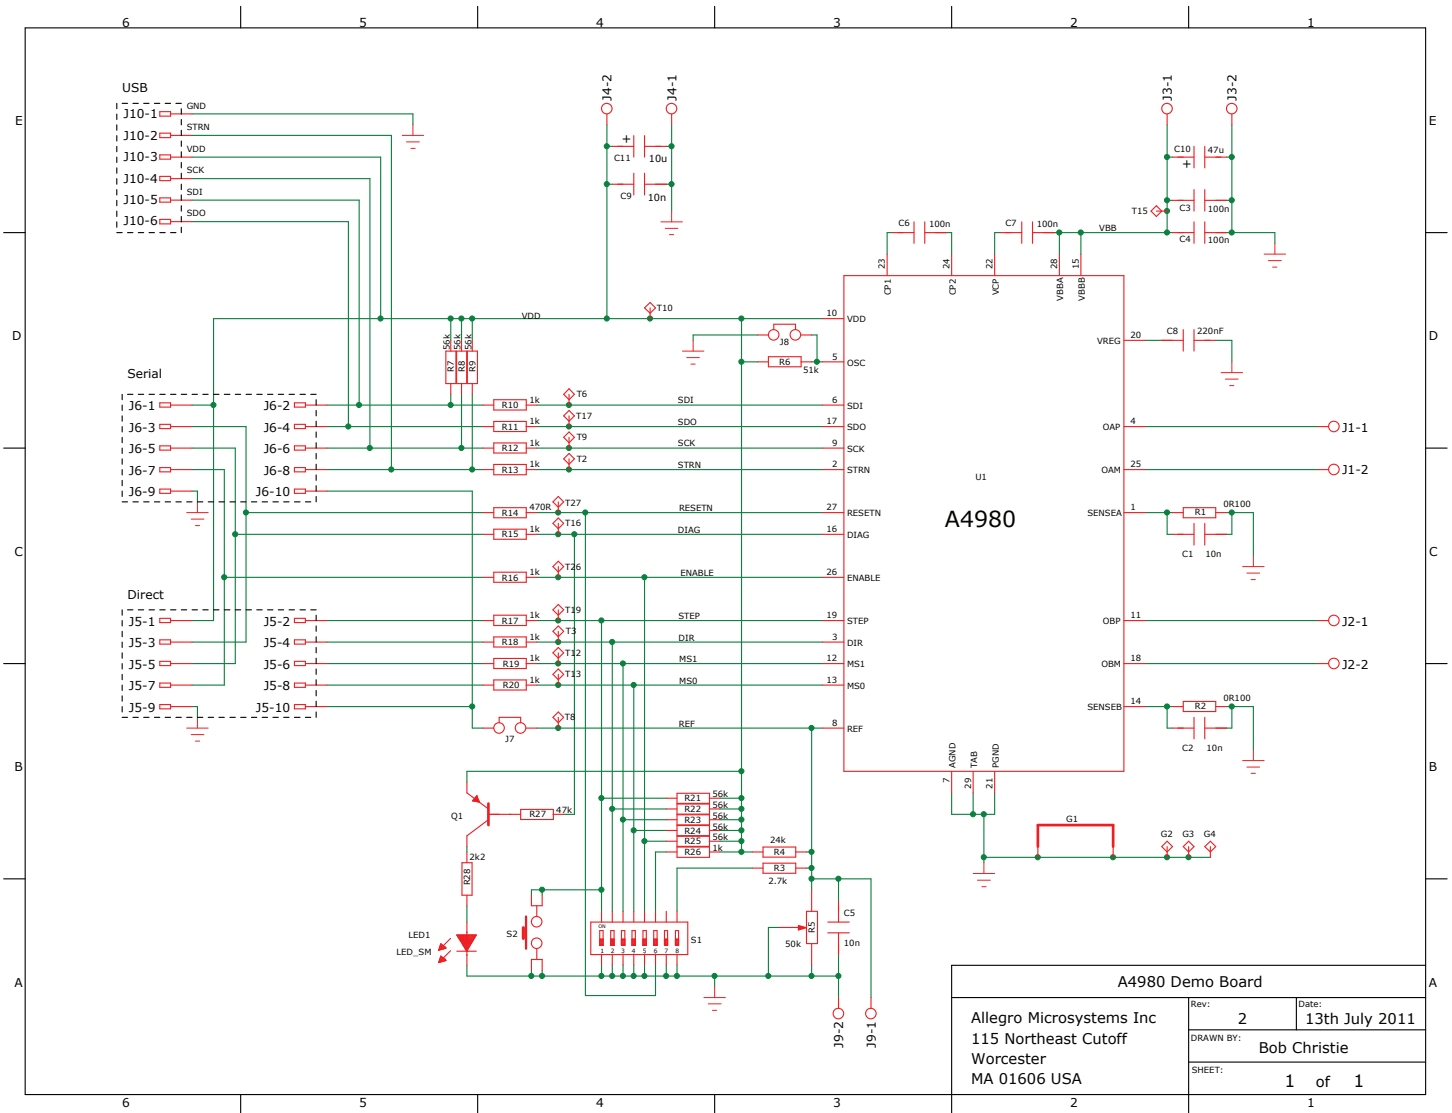 6 5 4 3 2 1
E
D
C
B
A
USB
J10-1 GND
J10-2 STRN
J10-3 VDD
J10-4 SCK
J10-5 SDI
J10-6 SDO
J4-2
J4-1
+
C11 10u
C9 10n
J3-1
J3-2
C10 47u
+
T15
C3 100n
C4 100n
C6 100n
C7 100n
VBB
23
24
22
28
15
CP1
CP2
VCP
VBBA
VBBB
VDD
T10
10 VDD
J8
R6
51k
5 OSC
56k
56k
56k
R7
R8
R9
VREG 20
C8 220nF
Serial
J6-1 J6-2
J6-3 J6-4
J6-5 J6-6
J6-7 J6-8
J6-9 J6-10
R10 1k T6 SDI 6 SDI
R11 1k T17 SDO 17 SDO
R12 1k T9 SCK 9 SCK
R13 1k T2 STRN 2 STRN
R14 470R T27 RESETN 27 RESETN
R15 1k T16 DIAG 16 DIAG
R16 1k T26 ENABLE 26 ENABLE
U1
A4980
OAP 4 J1-1
OAM 25 J1-2
SENSEA 1 R1 0R100
C1 10n
Direct
J5-1 J5-2
J5-3 J5-4
J5-5 J5-6
J5-7 J5-8
J5-9 J5-10
R17 1k T19 STEP 19 STEP
R18 1k T3 DIR 3 DIR
R19 1k T12 MS1 12 MS1
R20 1k T13 MS0 13 MS0
J7 T8 REF 8 REF
OBP 11 J2-1
OBM 18 J2-2
SENSEB 14 R2 0R100
C2 10n
AGND
TAB
PGND
7
29
21
Q1
R27 47k
2k2
R28
R21 56k
R22 56k
R23 56k
R24 56k
R25 56k
R26 1k
24k
R4
R3
2.7k
G1
G2 G3 G4
LED1
LED_SM
S2
ON
1 2 3 4 5 6 7 8
S1
R5
50k
C5
10n
J9-2
J9-1
A4980 Demo Board
Allegro Microsystems Inc
115 Northeast Cutoff
Worcester
MA 01606 USA
Rev:
2
Date:
13th July 2011
DRAWN BY:
Bob Christie
SHEET:
1 of 1
E
D
C
B
A
6 5 4 3 2 1